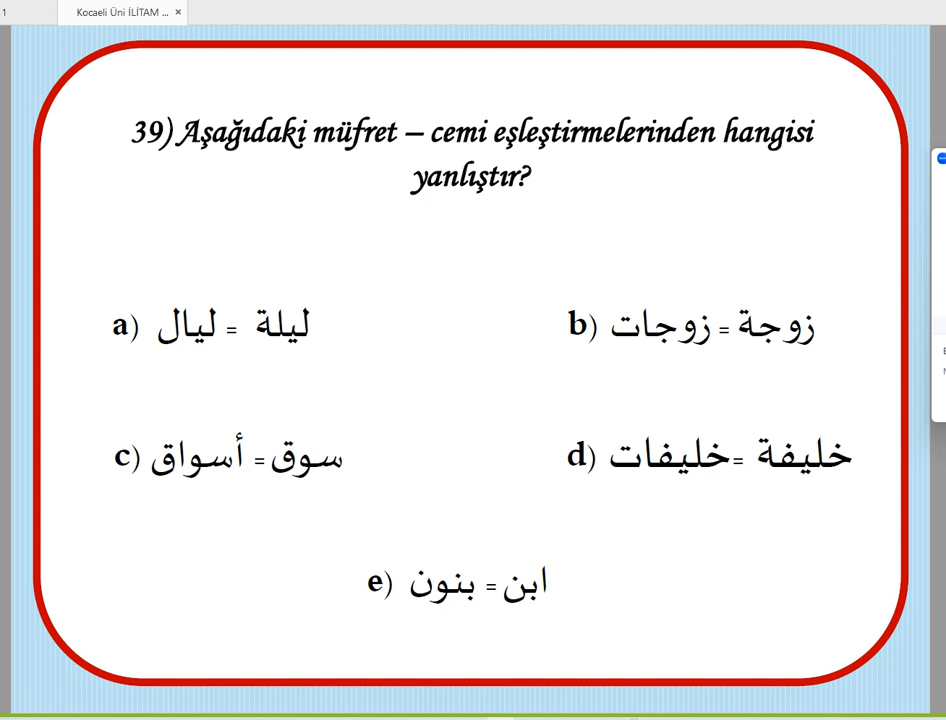 1
Kocaeli Üni İLİTAM ... ×
39) Aşağıdaki müfret – cemi eşleştirmelerinden hangisi
yanlıştır?
a) ليلة = ليال
b) زوجة = زوجات
c) سوق = أسواق
d) خليفة = خليفات
e) ابن = بنون